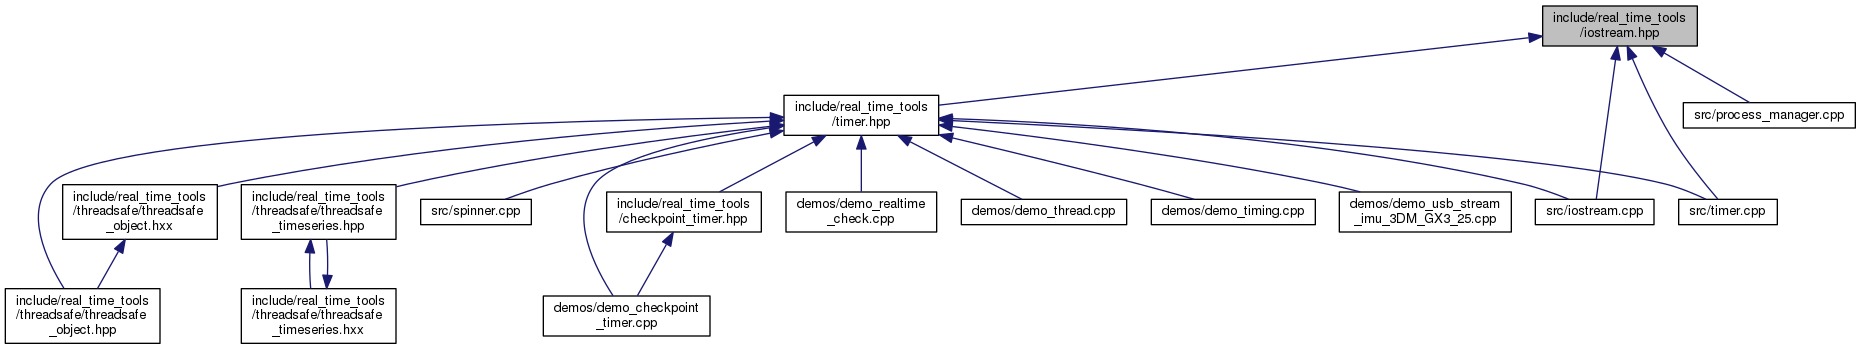 include/real_time_tools
/iostream.hpp
include/real_time_tools
/timer.hpp
src/process_manager.cpp
include/real_time_tools
/threadsafe/threadsafe
_object.hxx
include/real_time_tools
/threadsafe/threadsafe
_timeseries.hpp
src/spinner.cpp
include/real_time_tools
/checkpoint_timer.hpp
demos/demo_realtime
_check.cpp
demos/demo_thread.cpp
demos/demo_timing.cpp
demos/demo_usb_stream
_imu_3DM_GX3_25.cpp
src/iostream.cpp
src/timer.cpp
include/real_time_tools
/threadsafe/threadsafe
_object.hpp
include/real_time_tools
/threadsafe/threadsafe
_timeseries.hxx
demos/demo_checkpoint
_timer.cpp